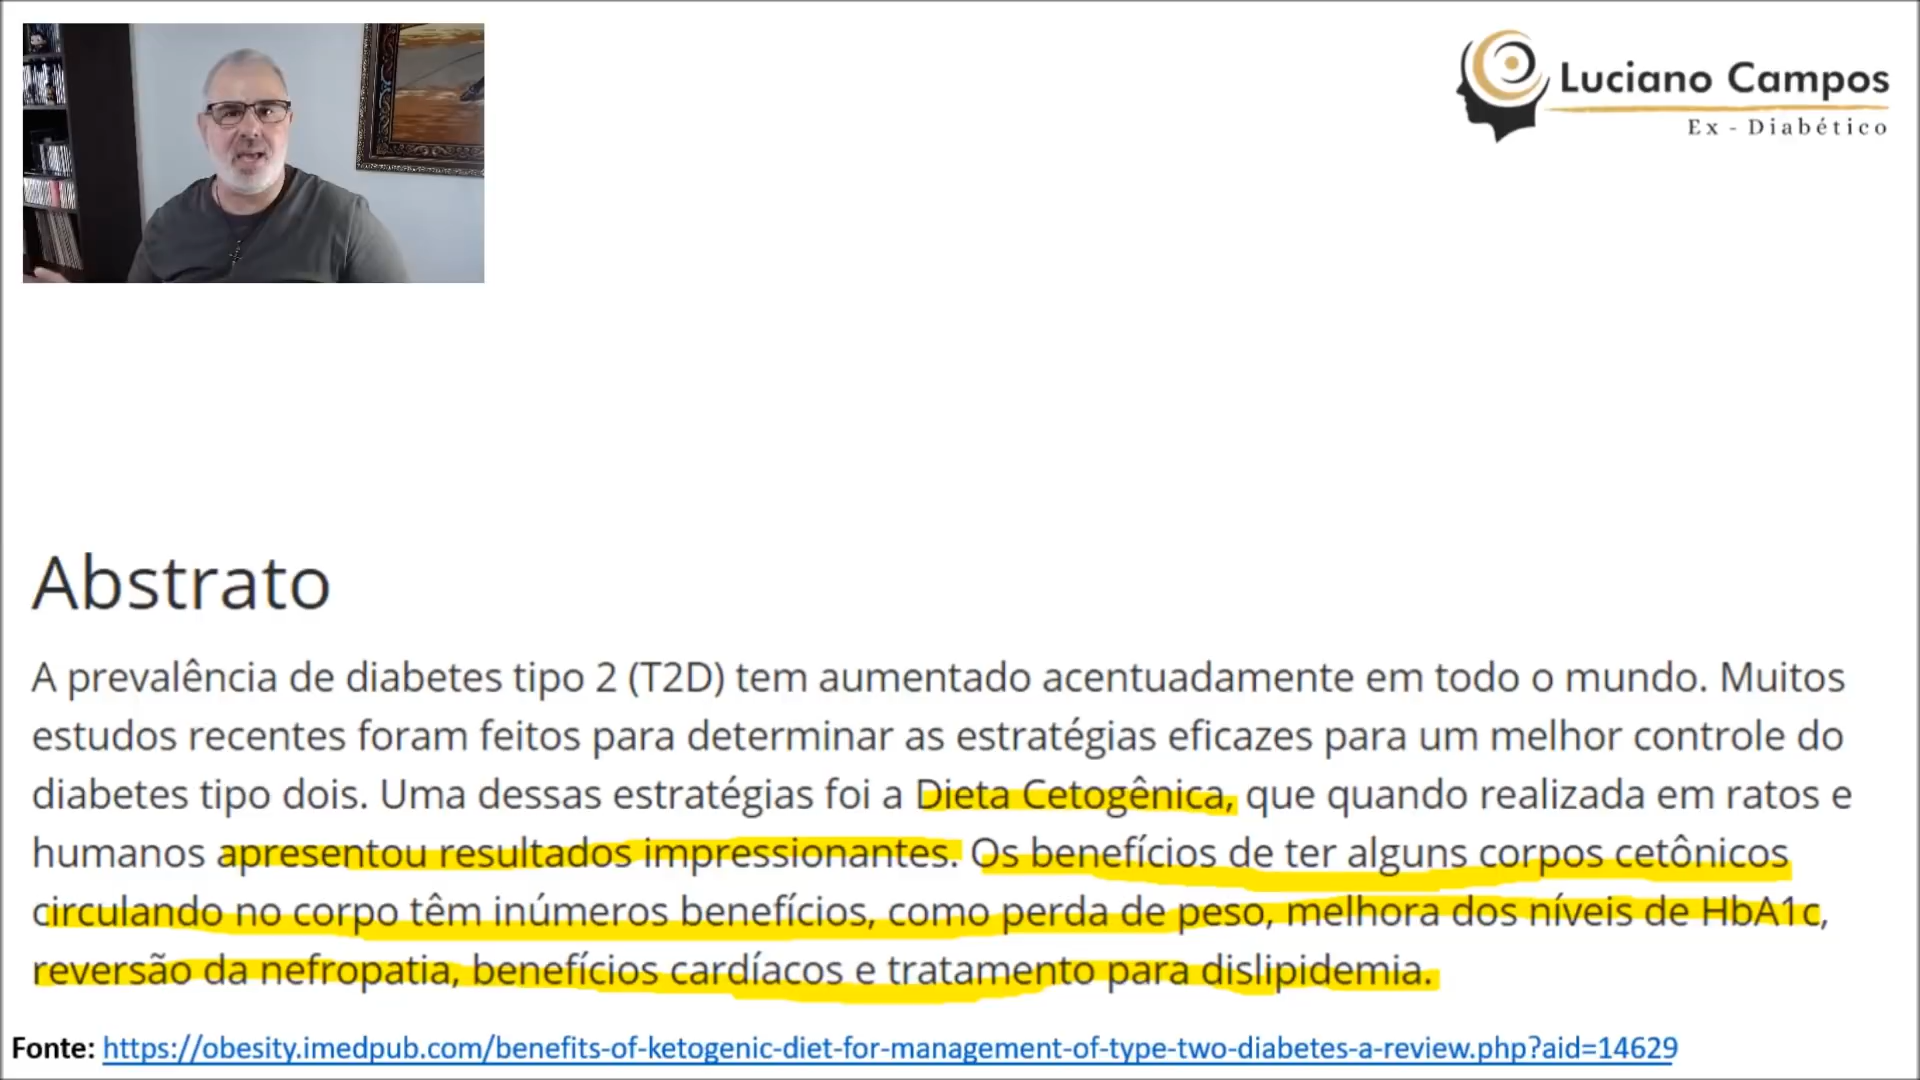 Luciano Campos
Ex - Diabético
Abstrato
A prevalência de diabetes tipo 2 (T2D) tem aumentado acentuadamente em todo o mundo. Muitos
estudos recentes foram feitos para determinar as estratégias eficazes para um melhor controle do
diabetes tipo dois. Uma dessas estratégias foi a Dieta Cetogênica, que quando realizada em ratos e
humanos apresentou resultados impressionantes. Os benefícios de ter alguns corpos cetônicos
circulando no corpo têm inúmeros benefícios, como perda de peso, melhora dos níveis de HbA1c,
reversão da nefropatia, benefícios cardíacos e tratamento para dislipidemia.
Fonte: https://obesity.imedpub.com/benefits-of-ketogenic-diet-for-management-of-type-two-diabetes-a-review.php?aid=14629